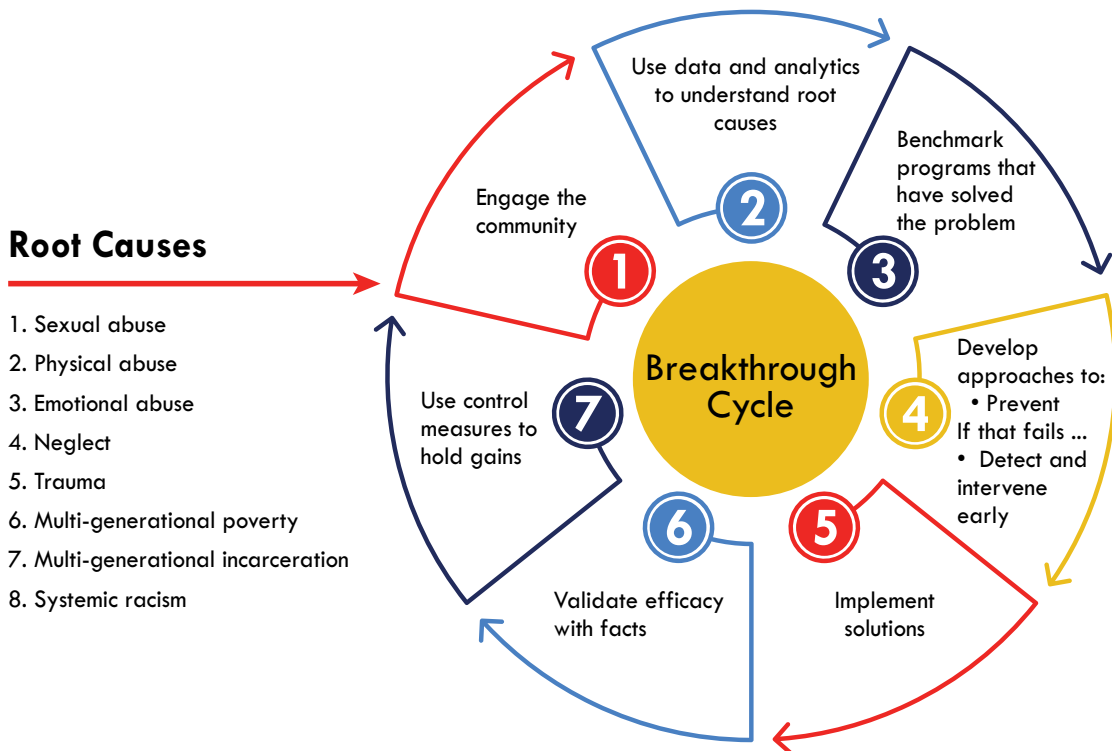 Root Causes
1. Sexual abuse
2. Physical abuse
3. Emotional abuse
4. Neglect
5. Trauma
6. Multi-generational poverty
7. Multi-generational incarceration
8. Systemic racism
Breakthrough
Cycle
Engage the
community
1
Use data and analytics
to understand root
causes
2
Benchmark
programs that
have solved
the problem
3
Develop
approaches to:
• Prevent
If that fails ...
• Detect and
intervene
early
4
Implement
solutions
5
Validate efficacy
with facts
6
Use control
measures to
hold gains
7